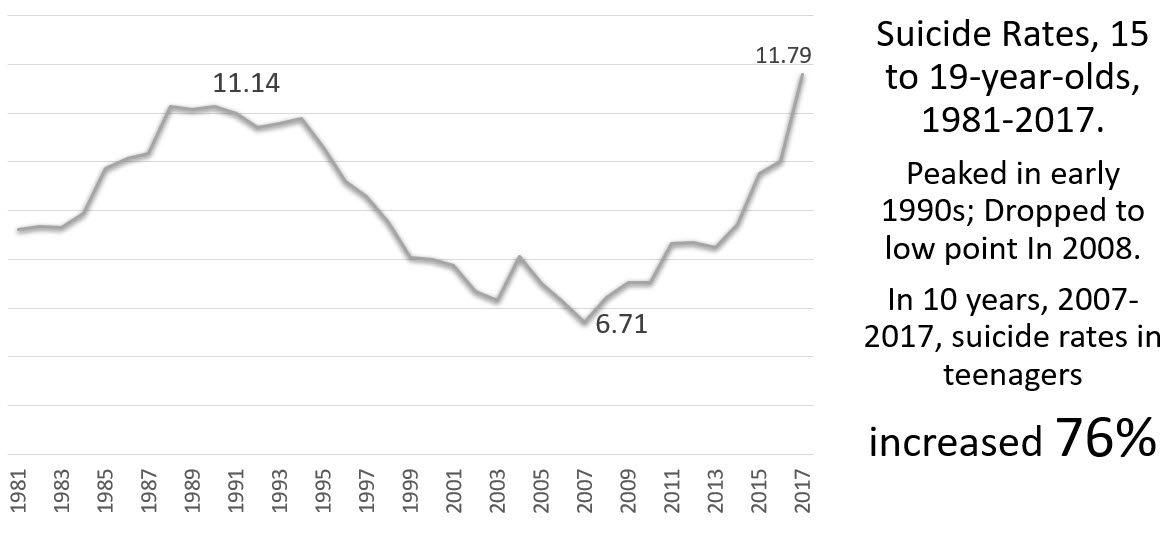 11.14
11.79
6.71
1981
1983
1985
1987
1989
1991
1993
1995
1997
1999
2001
2003
2005
2007
2009
2011
2013
2015
2017
Suicide Rates, 15
to 19-year-olds,
1981-2017.
Peaked in early
1990s; Dropped to
low point In 2008.
In 10 years, 2007-
2017, suicide rates in
teenagers
increased 76%